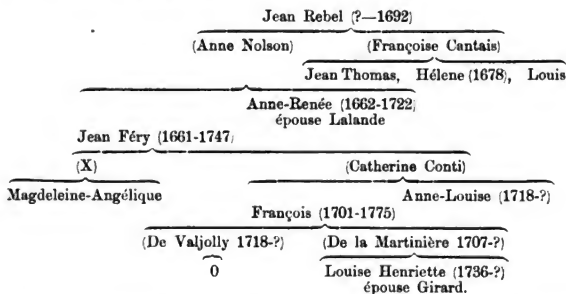 Jean Rebel (?—1692)
(Anne Nolson) (Françoise Cantais)
Jean Thomas, Hélene (1678), Louis
Anne-Renée (1662-1722)
épouse Lalande
Jean Féry (1661-1747)
(X) (Catherine Conti)
Magdeleine-Angélique Anne-Louise (1718-?)
François (1701-1775)
(De Valjolly 1718-?) (De la Martinière 1707-?)
0 Louise Henriette (1736-?)
épouse Girard.